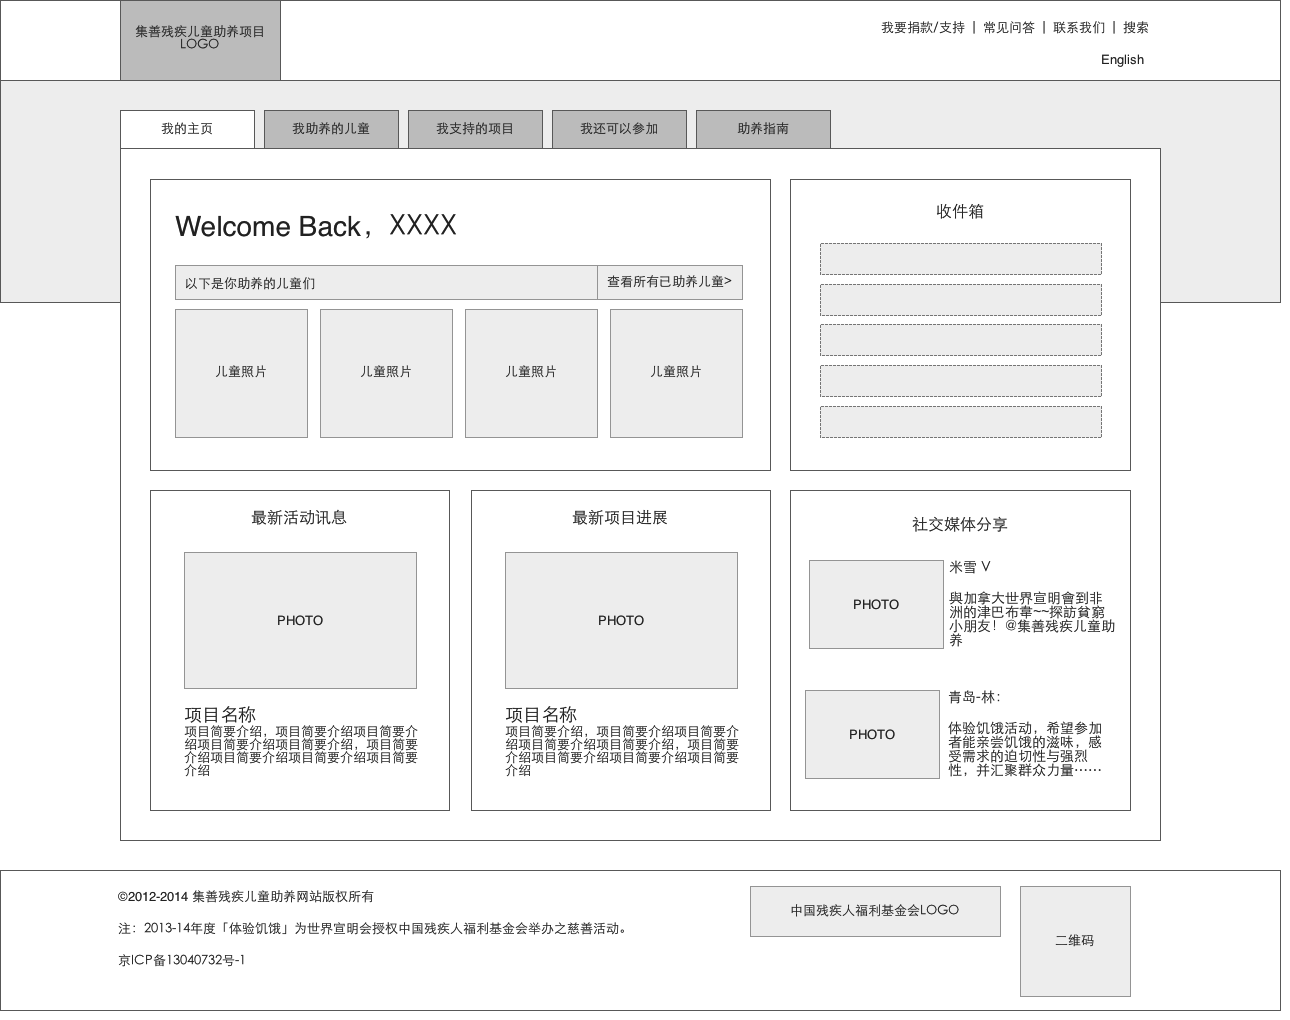 集善残疾儿童助养项目
LOGO
我要捐款/支持 | 常见问答 | 联系我们 | 搜索
English
我的主页
我助养的儿童
我支持的项目
我还可以参加
助养指南
Welcome Back，XXXX
以下是你助养的儿童们
查看所有已助养儿童>
儿童照片
儿童照片
儿童照片
儿童照片
收件箱
最新活动讯息
PHOTO
项目名称
项目简要介绍，项目简要介绍项目简要介
绍项目简要介绍项目简要介绍，项目简要
介绍项目简要介绍项目简要介绍项目简要
介绍
最新项目进展
PHOTO
项目名称
项目简要介绍，项目简要介绍项目简要介
绍项目简要介绍项目简要介绍，项目简要
介绍项目简要介绍项目简要介绍项目简要
介绍
社交媒体分享
PHOTO
米雪 V
與加拿大世界宣明會到非
洲的津巴布韋~~探訪貧窮
小朋友！@集善残疾儿童助
养
PHOTO
青岛-林：
体验饥饿活动，希望参加
者能亲尝饥饿的滋味，感
受需求的迫切性与强烈
性，并汇聚群众力量……
©2012-2014 集善残疾儿童助养网站版权所有
注：2013-14年度「体验饥饿」为世界宣明会授权中国残疾人福利基金会举办之慈善活动。
京ICP备13040732号-1
中国残疾人福利基金会LOGO
二维码